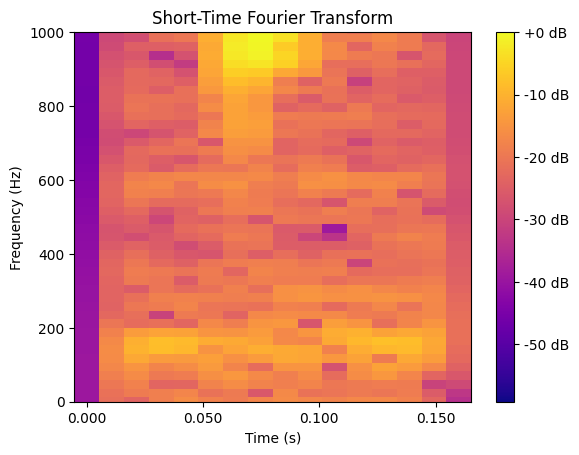 Short-Time Fourier Transform
Frequency (Hz)
1000
800
600
400
200
0
0.000
0.050
0.100
0.150
Time (s)
+0 dB
-10 dB
-20 dB
-30 dB
-40 dB
-50 dB